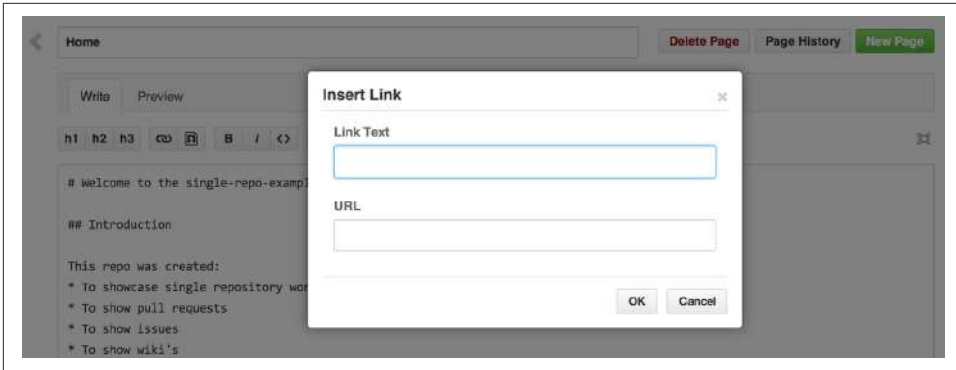 Home
Delete Page
Page History
New Page
Write
Preview
h1 h2 h3
B I <>
Insert Link
Link Text
URL
OK
Cancel
# Welcome to the single-repo-exampl
## Introduction
This repo was created:
* To showcase single repository wor
* To show pull requests
* To show issues
* To show wiki's